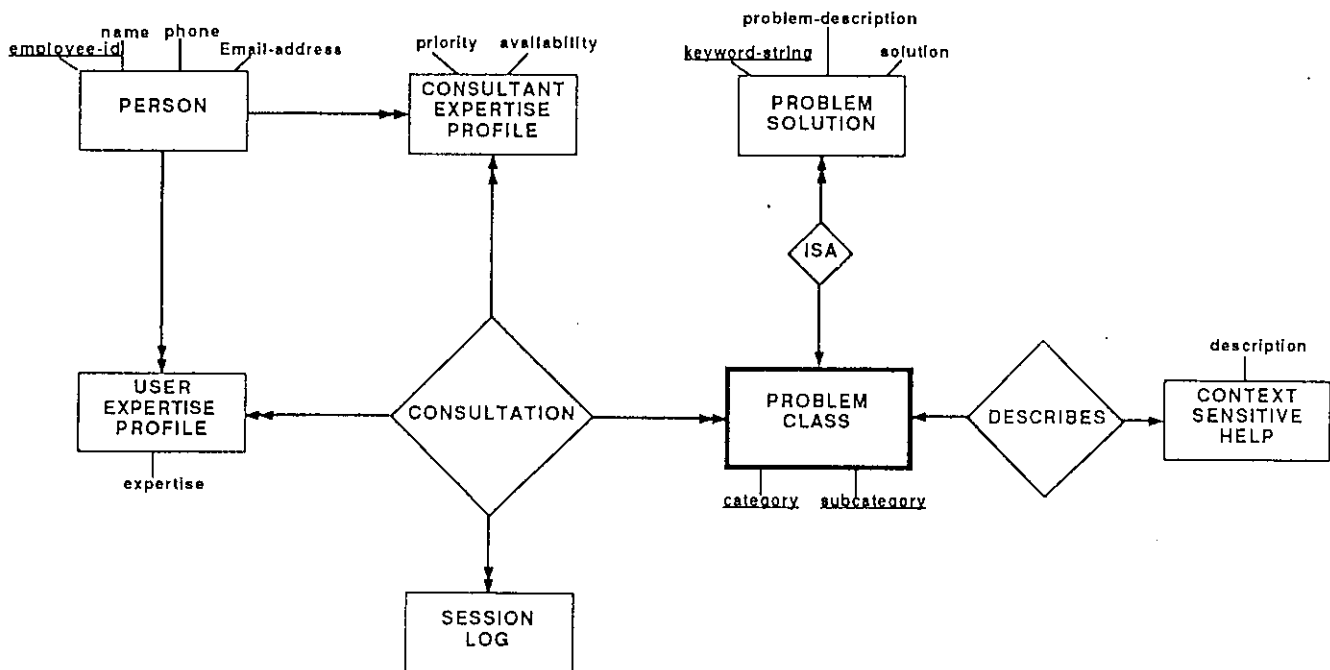 name phone
employee-id Email-address
PERSON
priority availability
CONSULTANT
EXPERTISE
PROFILE
problem-description
keyword-string solution
PROBLEM
SOLUTION
ISA
USER
EXPERTISE
PROFILE
expertise
CONSULTATION
PROBLEM
CLASS
category subcategory
DESCRIBES
description
CONTEXT
SENSITIVE
HELP
SESSION
LOG